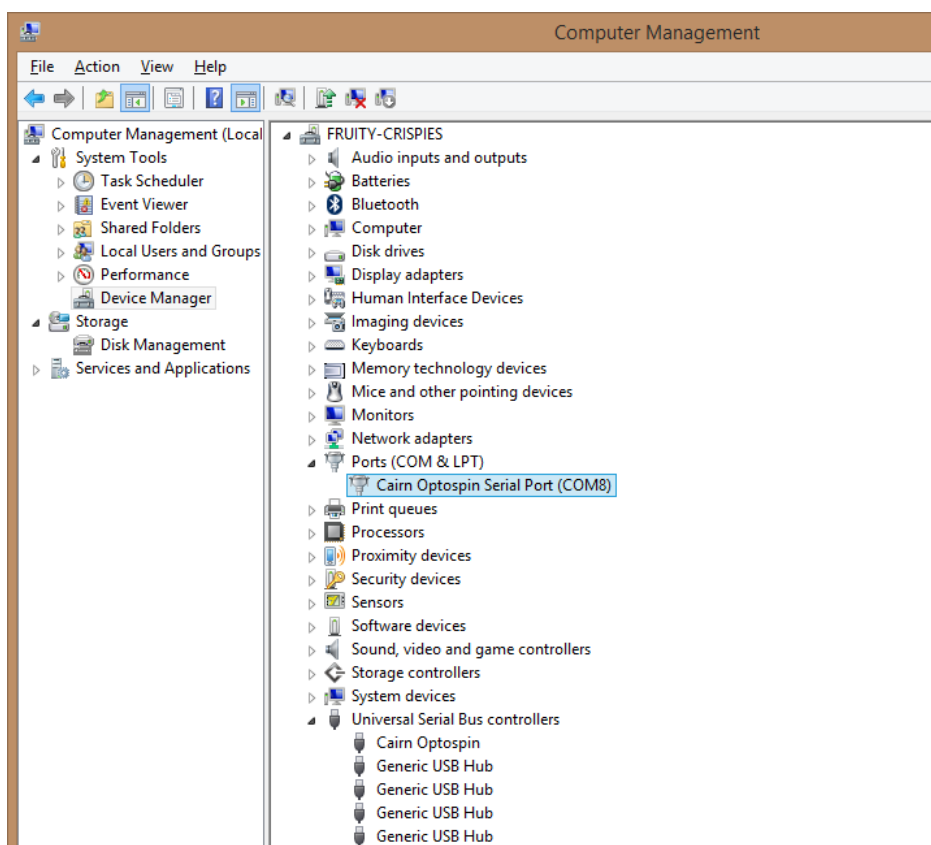 Computer Management
File Action View Help
Computer Management (Local
System Tools
Task Scheduler
Event Viewer
Shared Folders
Local Users and Groups
Performance
Device Manager
Storage
Disk Management
Services and Applications
FRUITY-CRISPIES
Audio inputs and outputs
Batteries
Bluetooth
Computer
Disk drives
Display adapters
Human Interface Devices
Imaging devices
Keyboards
Memory technology devices
Mice and other pointing devices
Monitors
Network adapters
Ports (COM & LPT)
Cairn Optospin Serial Port (COM8)
Print queues
Processors
Proximity devices
Security devices
Sensors
Software devices
Sound, video and game controllers
Storage controllers
System devices
Universal Serial Bus controllers
Cairn Optospin
Generic USB Hub
Generic USB Hub
Generic USB Hub
Generic USB Hub